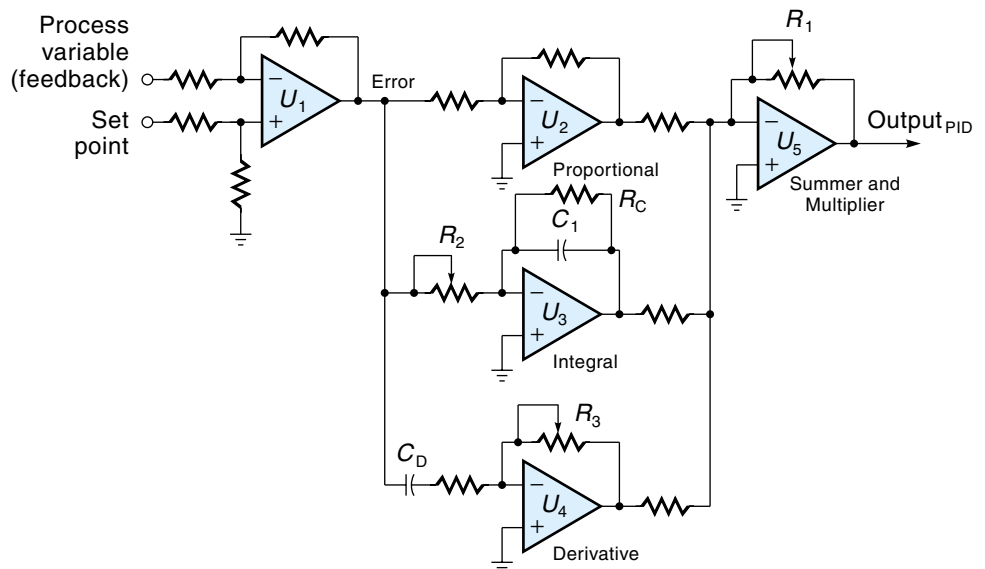 Process
variable
(feedback)
Set
point
−
+
U1
Error
−
+
U2
Proportional
R1
−
+
U5
OutputPID
Summer and
Multiplier
RC
C1
R2
−
+
U3
Integral
R3
CD
−
+
U4
Derivative